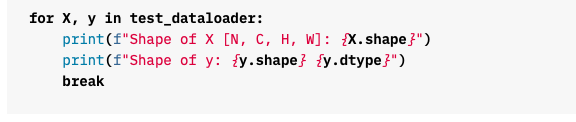 for X, y in test_dataloader:
    print(f"Shape of X [N, C, H, W]: {X.shape}")
    print(f"Shape of y: {y.shape} {y.dtype}")
    break